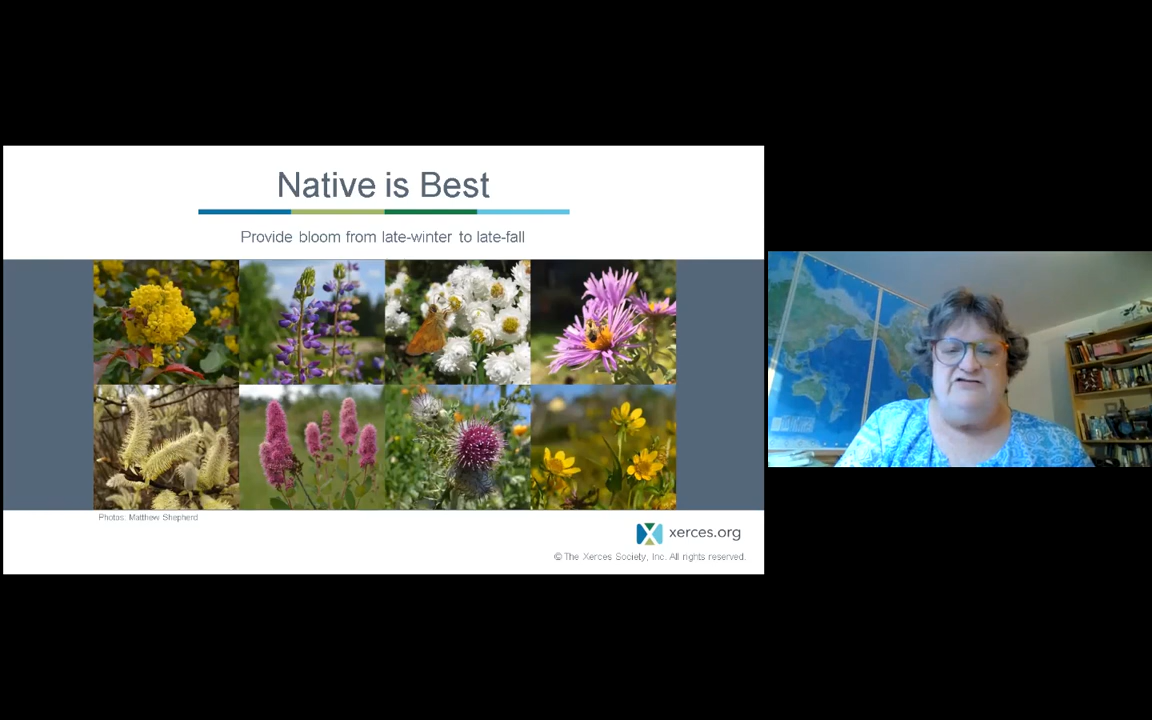 Native is Best
Provide bloom from late-winter to late-fall
Photos: Matthew Shepherd
xerces.org
© The Xerces Society, Inc. All rights reserved.